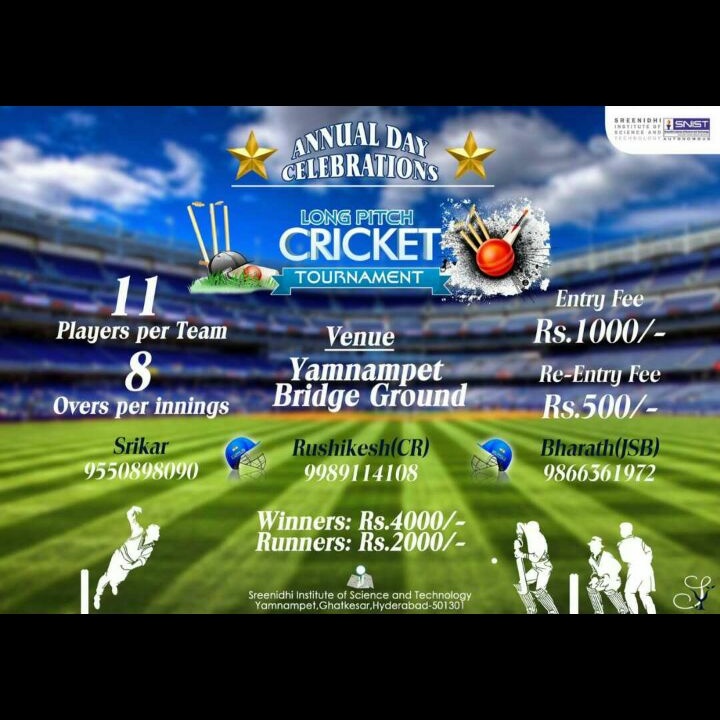 SREENIDHI
INSTITUTE OF
SCIENCE AND
TECHNOLOGY
SNIST
AUTONOMOUS
ANNUAL DAY
CELEBRATIONS
LONG PITCH
CRICKET
TOURNAMENT
11
Players per Team
8
Overs per innings
Venue
Yamnampet
Bridge Ground
Entry Fee
Rs.1000/-
Re-Entry Fee
Rs.500/-
Srikar
9550898090
Rushikesh(CR)
9989114108
Bharath(JSB)
9866361972
Winners: Rs.4000/-
Runners: Rs.2000/-
Sreenidhi Institute of Science and Technology
Yamnampet,Ghatkesar,Hyderabad-501301